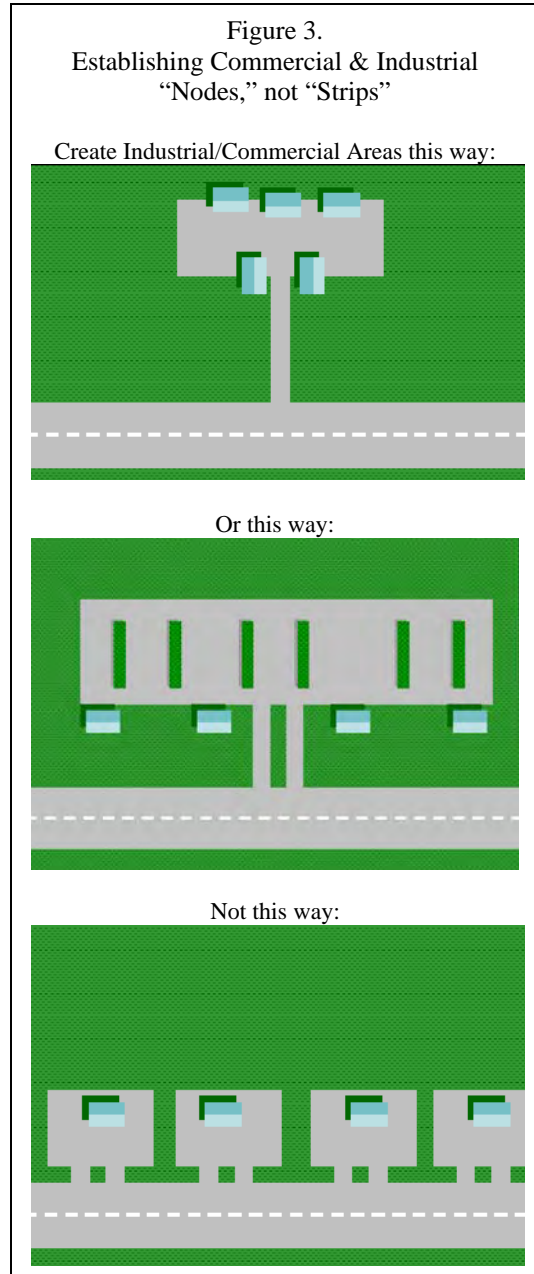 Figure 3.
Establishing Commercial & Industrial
“Nodes,” not “Strips”
Create Industrial/Commercial Areas this way:
Or this way:
Not this way: